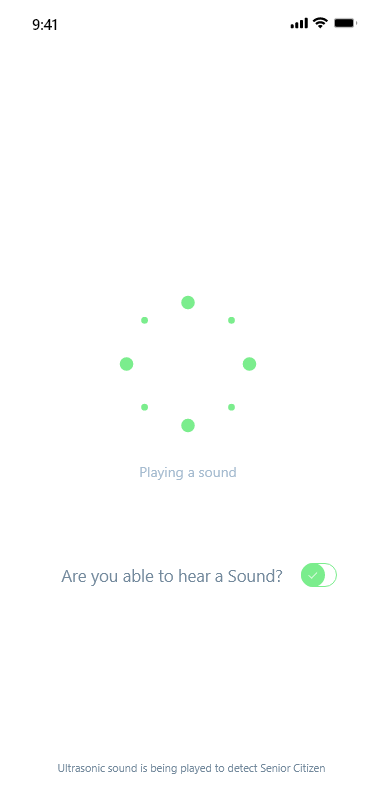 9:41
Playing a sound
Are you able to hear a Sound?
Ultrasonic sound is being played to detect Senior Citizen